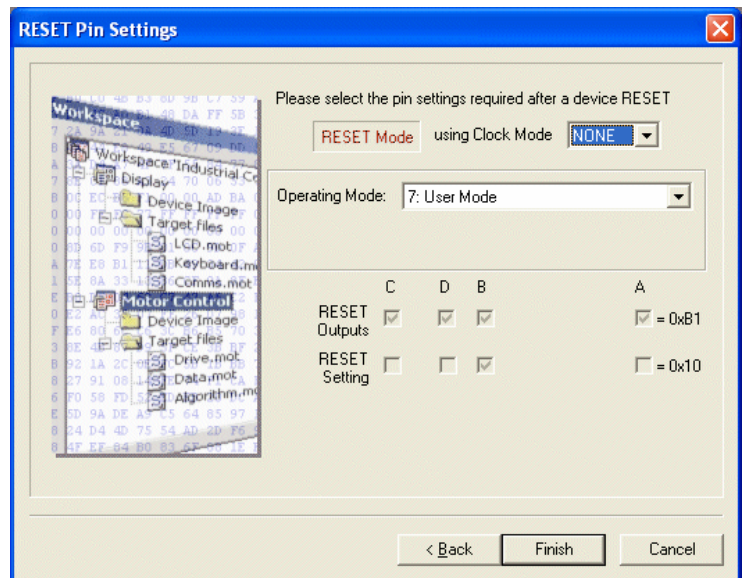 RESET Pin Settings
Please select the pin settings required after a device RESET
RESET Mode using Clock Mode NONE
Operating Mode: 7: User Mode
C D B A
RESET Outputs = 0xB1
RESET Setting = 0x10
Workspace
Workspace "Industrial Co
Display
Device Image
Target files
LCD.mot
Keyboard.m
Comms.mot
Motor Control
Device Image
Target files
Drive.mot
Data.mot
Algorithm.mo
< Back Finish Cancel